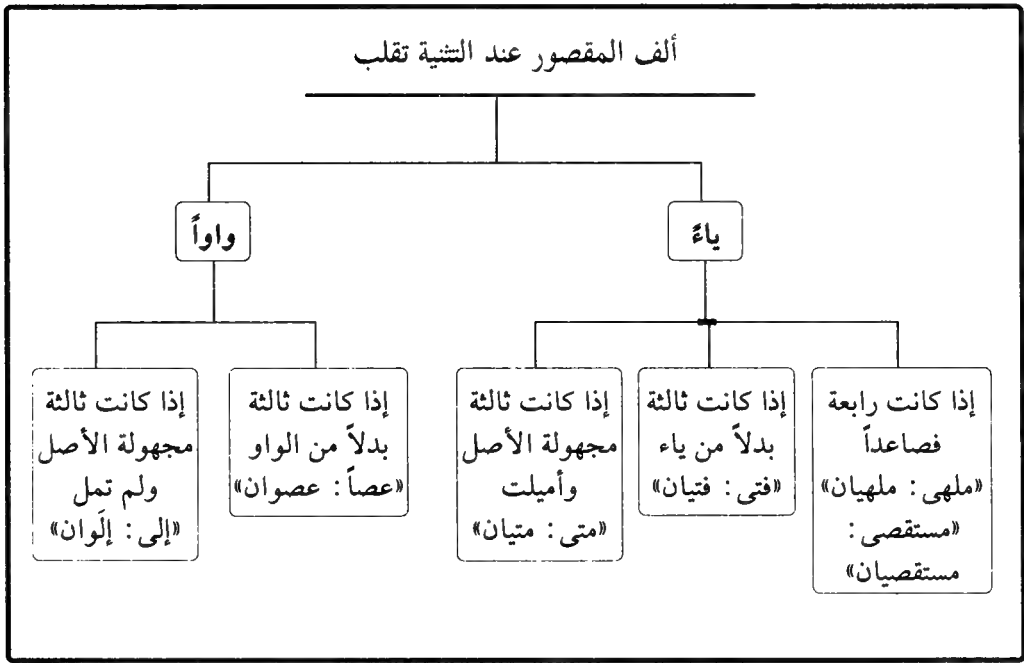 ألف المقصور عند التثنية تقلب
ياءً
واواً
إذا كانت رابعة
فصاعداً
«ملهى : ملهيان»
«مستقصى :
مستقصيان»
إذا كانت ثالثة
بدلاً من ياء
«فتى : فتيان»
إذا كانت ثالثة
مجهولة الأصل
وأميلت
«متى : متيان»
إذا كانت ثالثة
بدلاً من الواو
«عصاً : عصوان»
إذا كانت ثالثة
مجهولة الأصل
ولم تمل
«إلى : إلَوان»